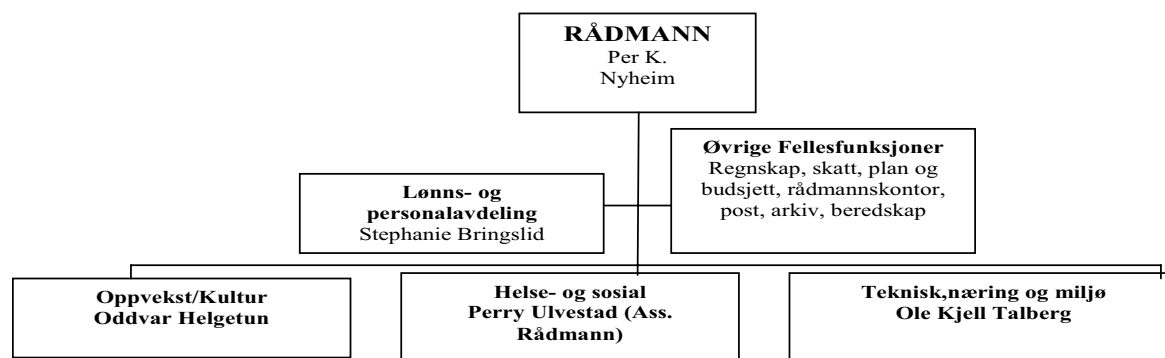 RÅDMANN
Per K.
Nyheim
Øvrige Fellesfunksjoner
Regnskap, skatt, plan og
budsjett, rådmannskontor,
post, arkiv, beredskap
Lønns- og
personalavdeling
Stephanie Bringslid
Oppvekst/Kultur
Oddvar Helgetun
Helse- og sosial
Perry Ulvestad (Ass.
Rådmann)
Teknisk,næring og miljø
Ole Kjell Talberg